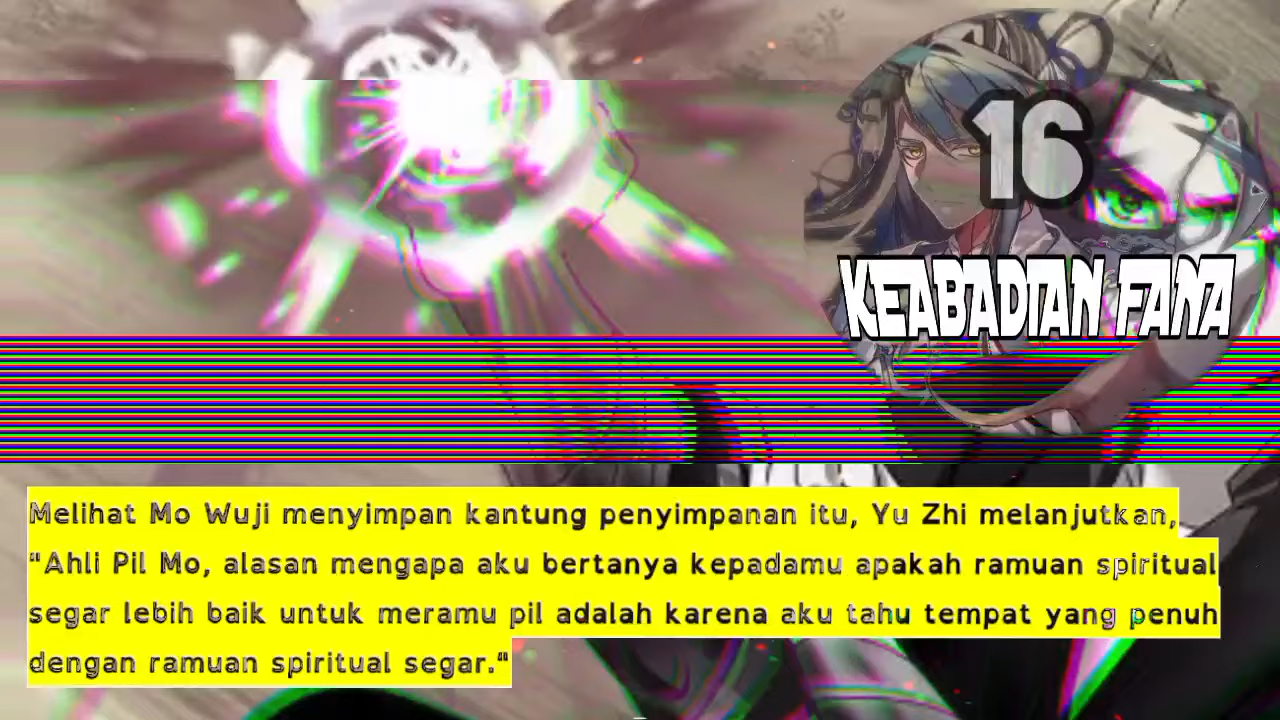 16
KEABADIAN FANA
Melihat Mo Wuji menyimpan kantung penyimpanan itu, Yu Zhi melanjutkan,
"Ahli Pil Mo, alasan mengapa aku bertanya kepadamu apakah ramuan spiritual
segar lebih baik untuk meramu pil adalah karena aku tahu tempat yang penuh
dengan ramuan spiritual segar."